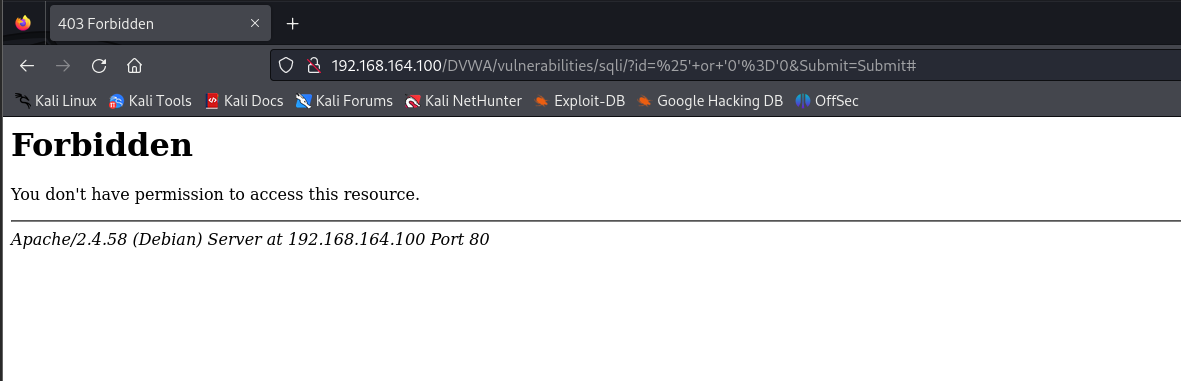 403 Forbidden
192.168.164.100/DVWA/vulnerabilities/sqli/?id=%25'+or+'0'%3D'0&Submit=Submit#
Kali Linux Kali Tools Kali Docs Kali Forums Kali NetHunter Exploit-DB Google Hacking DB OffSec
Forbidden
You don't have permission to access this resource.
Apache/2.4.58 (Debian) Server at 192.168.164.100 Port 80